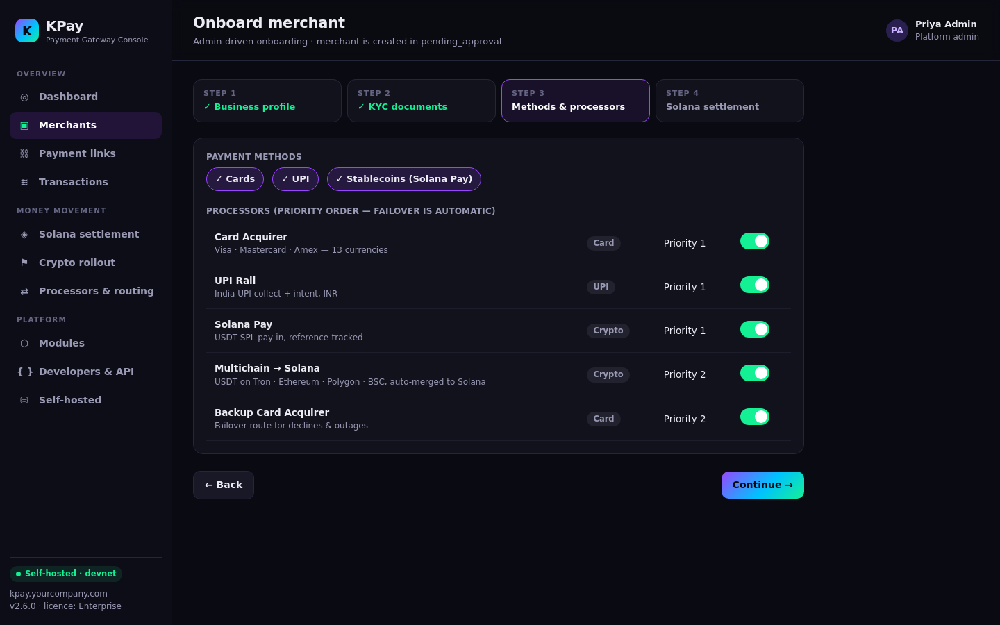 K
KPay
Payment Gateway Console
OVERVIEW
◎ Dashboard
▣ Merchants
⛓ Payment links
≋ Transactions
MONEY MOVEMENT
◈ Solana settlement
⚑ Crypto rollout
⇄ Processors & routing
PLATFORM
⬡ Modules
{ } Developers & API
⛁ Self-hosted
Self-hosted · devnet
kpay.yourcompany.com
v2.6.0 · licence: Enterprise
Onboard merchant
Admin-driven onboarding · merchant is created in pending_approval
PA
Priya Admin
Platform admin
STEP 1
✓ Business profile
STEP 2
✓ KYC documents
STEP 3
Methods & processors
STEP 4
Solana settlement
PAYMENT METHODS
✓ Cards
✓ UPI
✓ Stablecoins (Solana Pay)
PROCESSORS (PRIORITY ORDER — FAILOVER IS AUTOMATIC)
Card Acquirer
Visa · Mastercard · Amex — 13 currencies
Card
Priority 1
UPI Rail
India UPI collect + intent, INR
UPI
Priority 1
Solana Pay
USDT SPL pay-in, reference-tracked
Crypto
Priority 1
Multichain → Solana
USDT on Tron · Ethereum · Polygon · BSC, auto-merged to Solana
Crypto
Priority 2
Backup Card Acquirer
Failover route for declines & outages
Card
Priority 2
← Back
Continue →